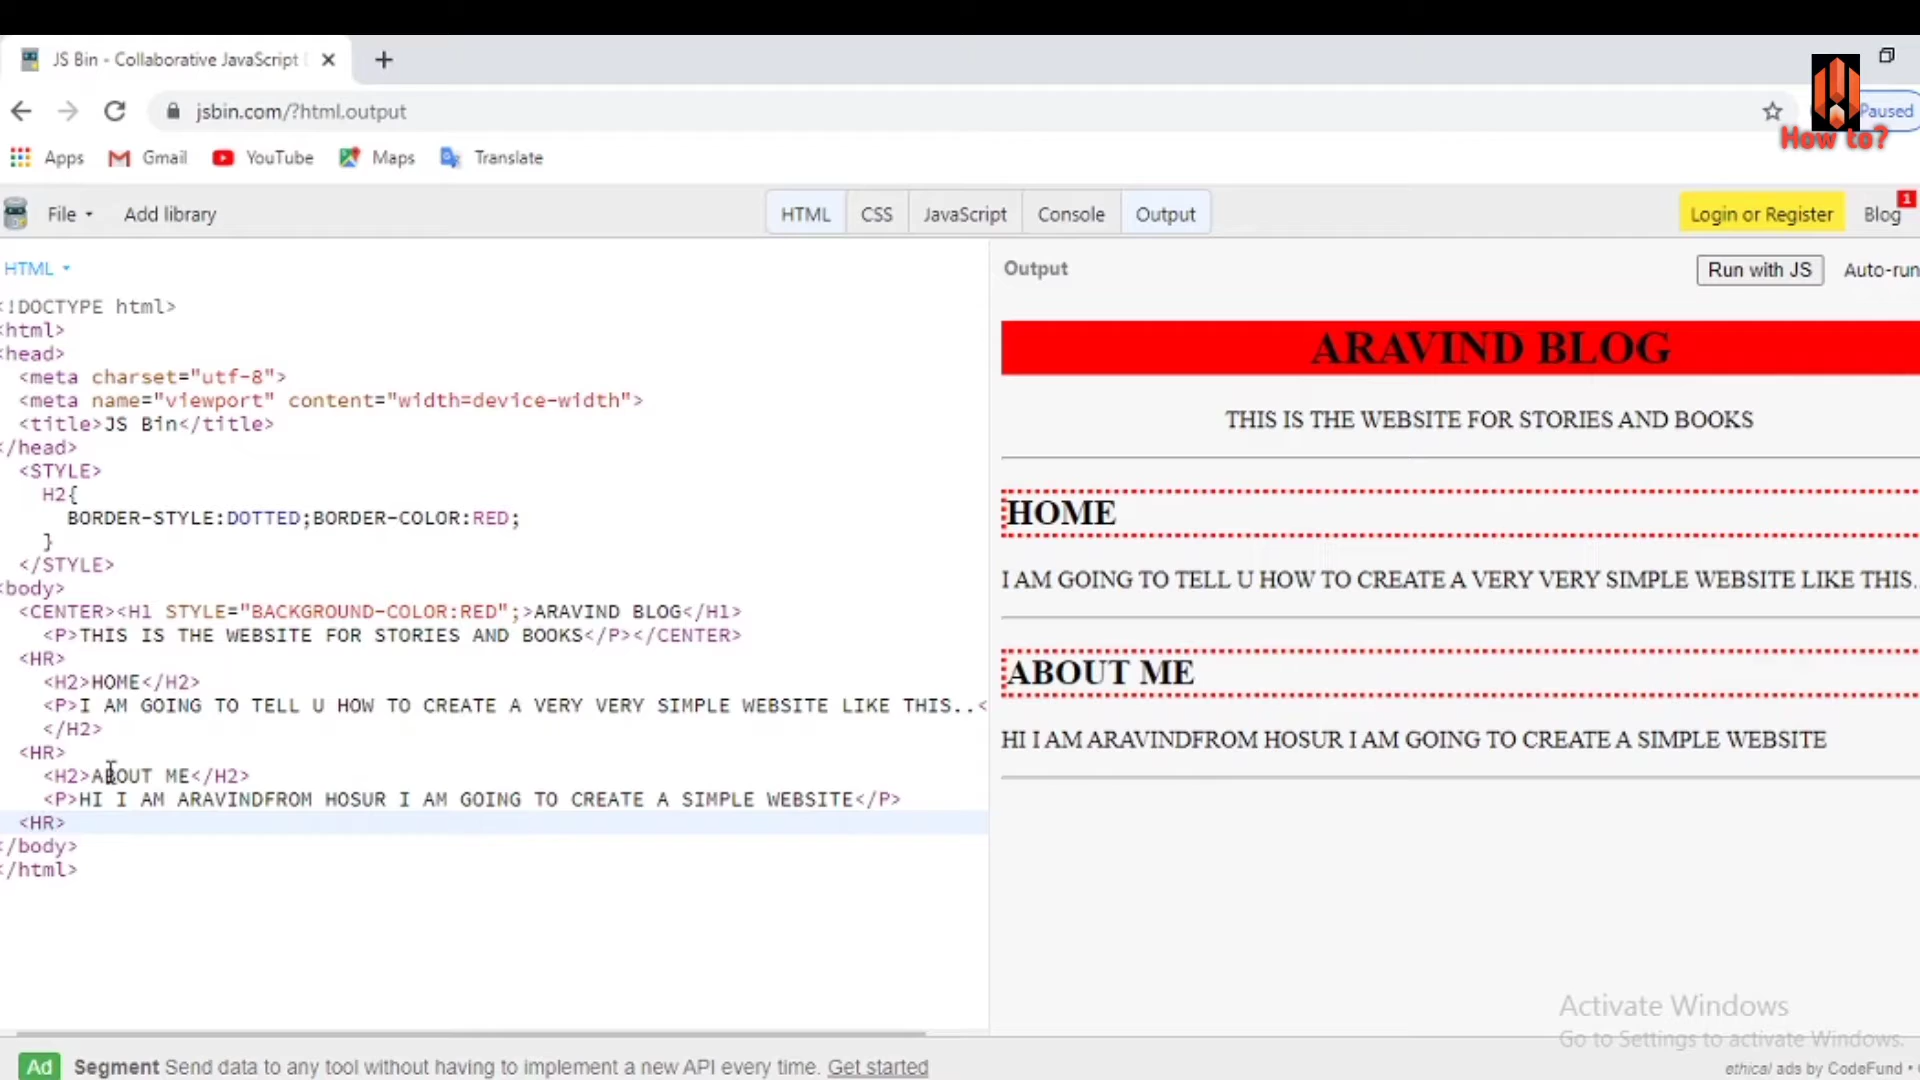 JS Bin - Collaborative JavaScript
jsbin.com/?html.output
Paused
How to?
Apps Gmail YouTube Maps Translate
File Add library HTML CSS JavaScript Console Output Login or Register Blog 1
HTML
Output Run with JS Auto-run
<!DOCTYPE html>
<html>
<head>
<meta charset="utf-8">
<meta name="viewport" content="width=device-width">
<title>JS Bin</title>
</head>
<STYLE>
H2{
BORDER-STYLE:DOTTED;BORDER-COLOR:RED;
}
</STYLE>
<body>
<CENTER><H1 STYLE="BACKGROUND-COLOR:RED";>ARAVIND BLOG</H1>
<P>THIS IS THE WEBSITE FOR STORIES AND BOOKS</P></CENTER>
<HR>
<H2>HOME</H2>
<P>I AM GOING TO TELL U HOW TO CREATE A VERY VERY SIMPLE WEBSITE LIKE THIS..<
</H2>
<HR>
<H2>ABOUT ME</H2>
<P>HI I AM ARAVINDFROM HOSUR I AM GOING TO CREATE A SIMPLE WEBSITE</P>
<HR>
</body>
</html>
ARAVIND BLOG
THIS IS THE WEBSITE FOR STORIES AND BOOKS
HOME
I AM GOING TO TELL U HOW TO CREATE A VERY VERY SIMPLE WEBSITE LIKE THIS..
ABOUT ME
HI I AM ARAVINDFROM HOSUR I AM GOING TO CREATE A SIMPLE WEBSITE
Activate Windows
Go to Settings to activate Windows.
Ad Segment Send data to any tool without having to implement a new API every time. Get started
ethical ads by CodeFund •